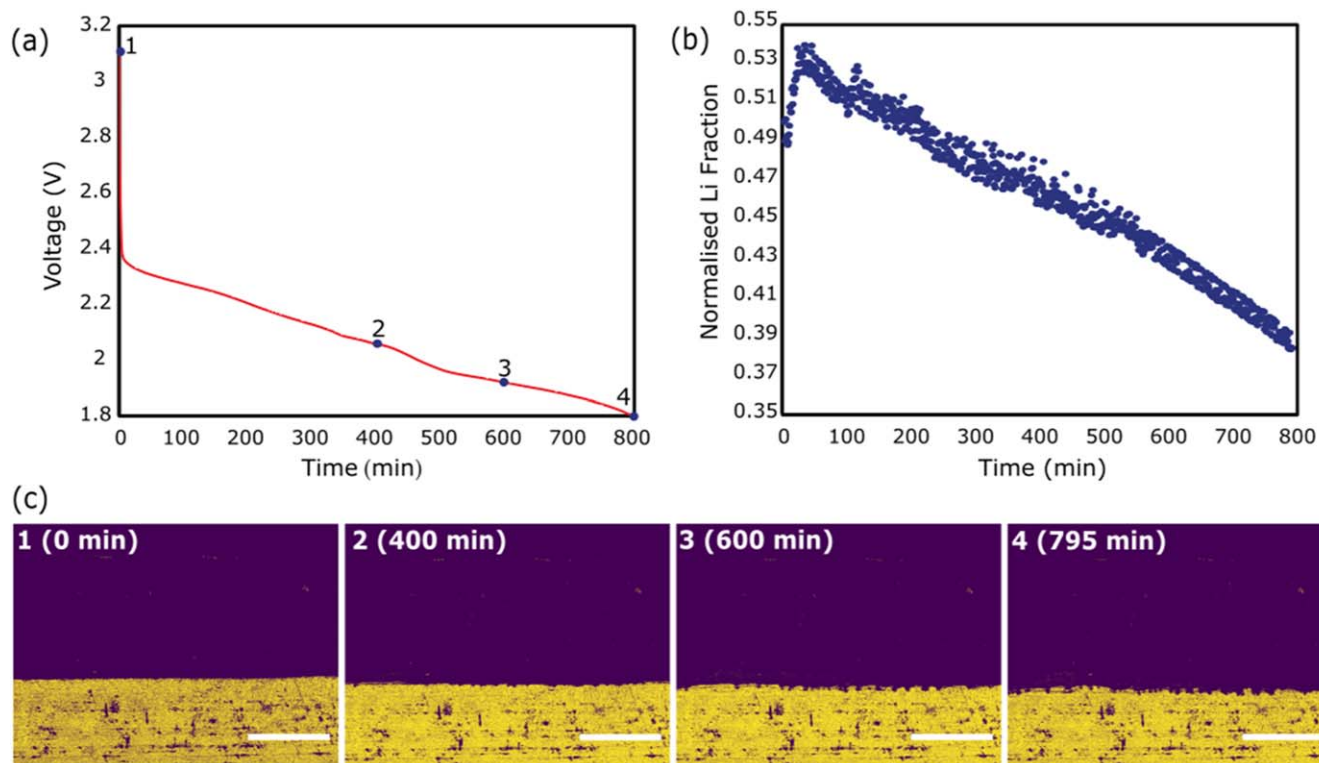 (a)
3.2
3
2.8
2.6
2.4
2.2
2
1.8
Voltage (V)
1
2
3
4
0 100 200 300 400 500 600 700 800
Time (min)
(b)
0.55
0.53
0.51
0.49
0.47
0.45
0.43
0.41
0.39
0.37
0.35
Normalised Li Fraction
0 100 200 300 400 500 600 700 800
Time (min)
(c)
1 (0 min)
2 (400 min)
3 (600 min)
4 (795 min)